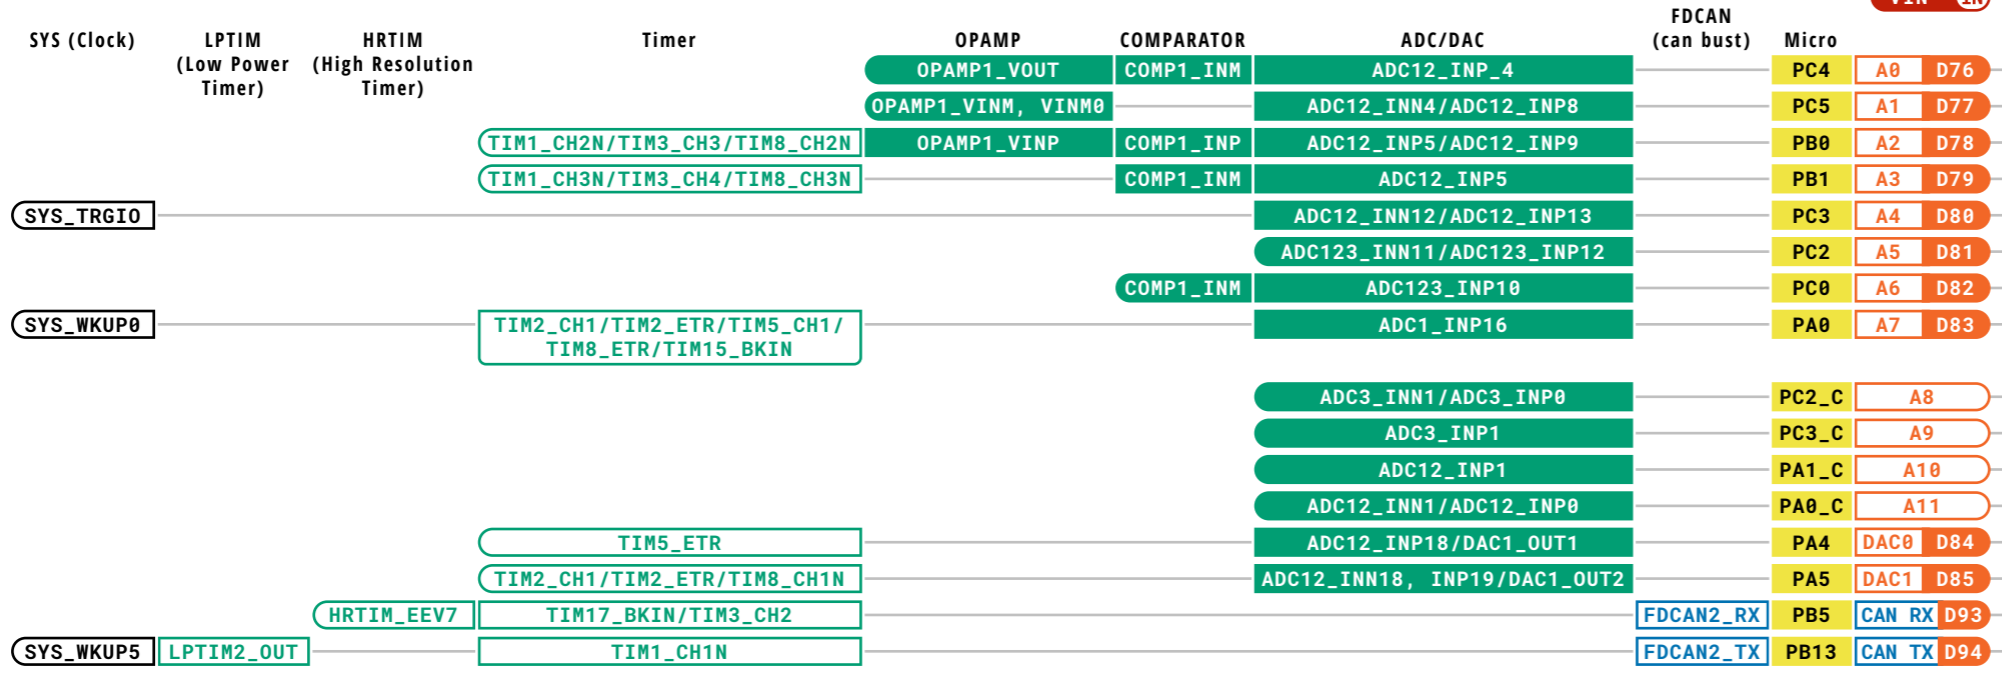 VIN IN
SYS (Clock) LPTIM (Low Power Timer) HRTIM (High Resolution Timer) Timer OPAMP COMPARATOR ADC/DAC FDCAN (can bust) Micro
OPAMP1_VOUT COMP1_INM ADC12_INP_4 PC4 A0 D76
OPAMP1_VINM, VINM0 ADC12_INN4/ADC12_INP8 PC5 A1 D77
TIM1_CH2N/TIM3_CH3/TIM8_CH2N OPAMP1_VINP COMP1_INP ADC12_INP5/ADC12_INP9 PB0 A2 D78
TIM1_CH3N/TIM3_CH4/TIM8_CH3N COMP1_INM ADC12_INP5 PB1 A3 D79
SYS_TRGIO ADC12_INN12/ADC12_INP13 PC3 A4 D80
ADC123_INN11/ADC123_INP12 PC2 A5 D81
COMP1_INM ADC123_INP10 PC0 A6 D82
SYS_WKUP0 TIM2_CH1/TIM2_ETR/TIM5_CH1/ TIM8_ETR/TIM15_BKIN ADC1_INP16 PA0 A7 D83
ADC3_INN1/ADC3_INP0 PC2_C A8
ADC3_INP1 PC3_C A9
ADC12_INP1 PA1_C A10
ADC12_INN1/ADC12_INP0 PA0_C A11
TIM5_ETR ADC12_INP18/DAC1_OUT1 PA4 DAC0 D84
TIM2_CH1/TIM2_ETR/TIM8_CH1N ADC12_INN18, INP19/DAC1_OUT2 PA5 DAC1 D85
HRTIM_EEV7 TIM17_BKIN/TIM3_CH2 FDCAN2_RX PB5 CAN RX D93
SYS_WKUP5 LPTIM2_OUT TIM1_CH1N FDCAN2_TX PB13 CAN TX D94